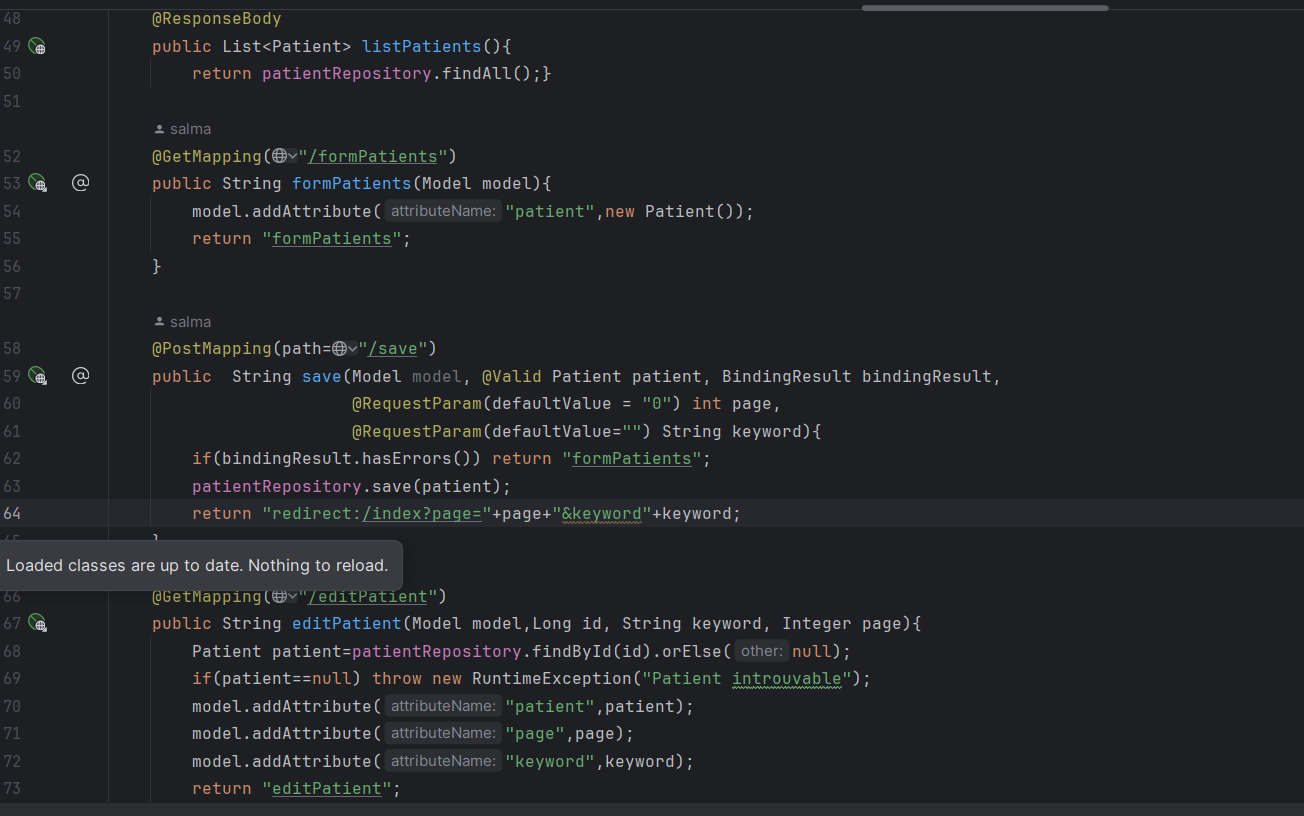 48 @ResponseBody
49 public List<Patient> listPatients(){
50 return patientRepository.findAll();}
51
salma
52 @GetMapping("/formPatients")
53 @ public String formPatients(Model model){
54 model.addAttribute( attributeName: "patient",new Patient());
55 return "formPatients";
56 }
57
salma
58 @PostMapping(path="/save")
59 @ public  String save(Model model, @Valid Patient patient, BindingResult bindingResult,
60 @RequestParam(defaultValue = "0") int page,
61 @RequestParam(defaultValue="") String keyword){
62 if(bindingResult.hasErrors()) return "formPatients";
63 patientRepository.save(patient);
64 return "redirect:/index?page="+page+"&keyword"+keyword;
65 }
Loaded classes are up to date. Nothing to reload.
66 @GetMapping("/editPatient")
67 public String editPatient(Model model,Long id, String keyword, Integer page){
68 Patient patient=patientRepository.findById(id).orElse( other: null);
69 if(patient==null) throw new RuntimeException("Patient introuvable");
70 model.addAttribute( attributeName: "patient",patient);
71 model.addAttribute( attributeName: "page",page);
72 model.addAttribute( attributeName: "keyword",keyword);
73 return "editPatient";